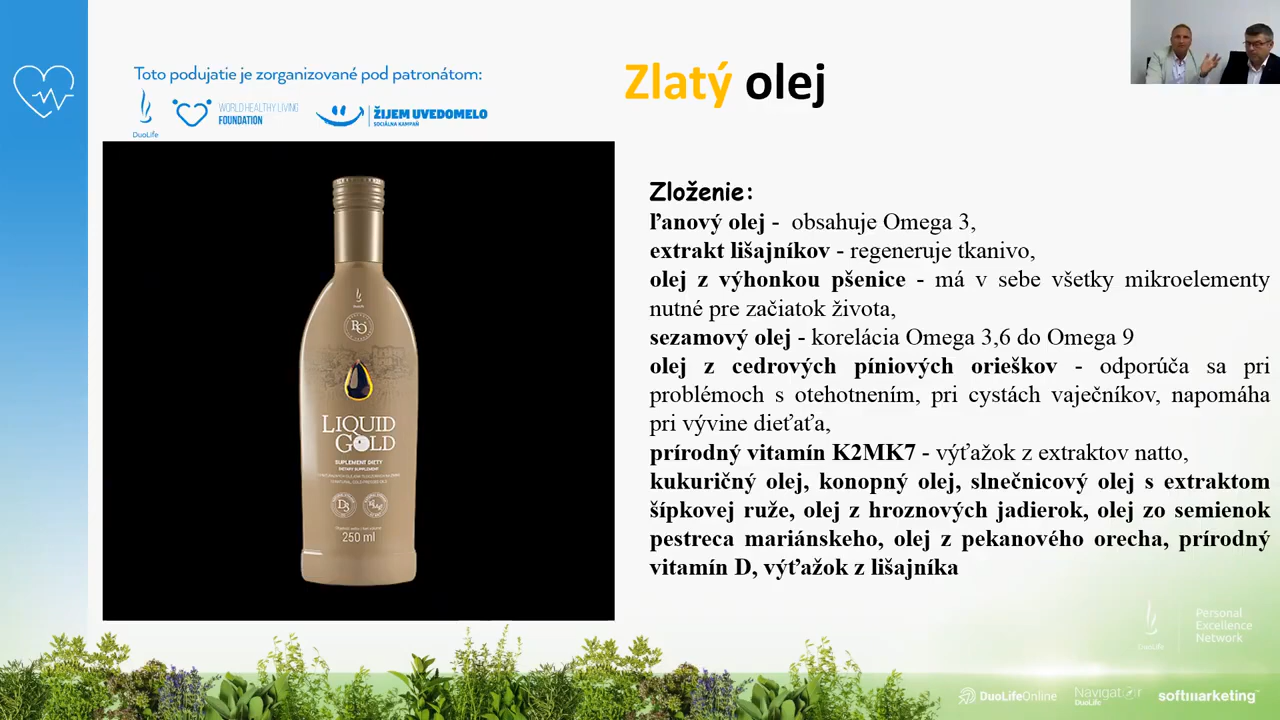 Toto podujatie je zorganizované pod patronátom:
DuoLife
WORLD HEALTHY LIVING
FOUNDATION
ŽIJEM UVEDOMELO
SOCIÁLNA KAMPAŇ
Zlatý olej
LIQUID
GOLD
SUPLEMENT DIETY
DIETARY SUPPLEMENT
D3
250 ml
Zloženie:
ľanový olej - obsahuje Omega 3,
extrakt lišajníkov - regeneruje tkanivo,
olej z výhonkou pšenice - má v sebe všetky mikroelementy
nutné pre začiatok života,
sezamový olej - korelácia Omega 3,6 do Omega 9
olej z cedrových píniových orieškov - odporúča sa pri
problémoch s otehotnením, pri cystách vaječníkov, napomáha
pri vývine dieťaťa,
prírodný vitamín K2MK7 - výťažok z extraktov natto,
kukuričný olej, konopný olej, slnečnicový olej s extraktom
šípkovej ruže, olej z hroznových jadierok, olej zo semienok
pestreca mariánskeho, olej z pekanového orecha, prírodný
vitamín D, výťažok z lišajníka
DuoLife
Personal
Excellence
Network
DuoLifeOnline
Navigator
DuoLife
softmarketing